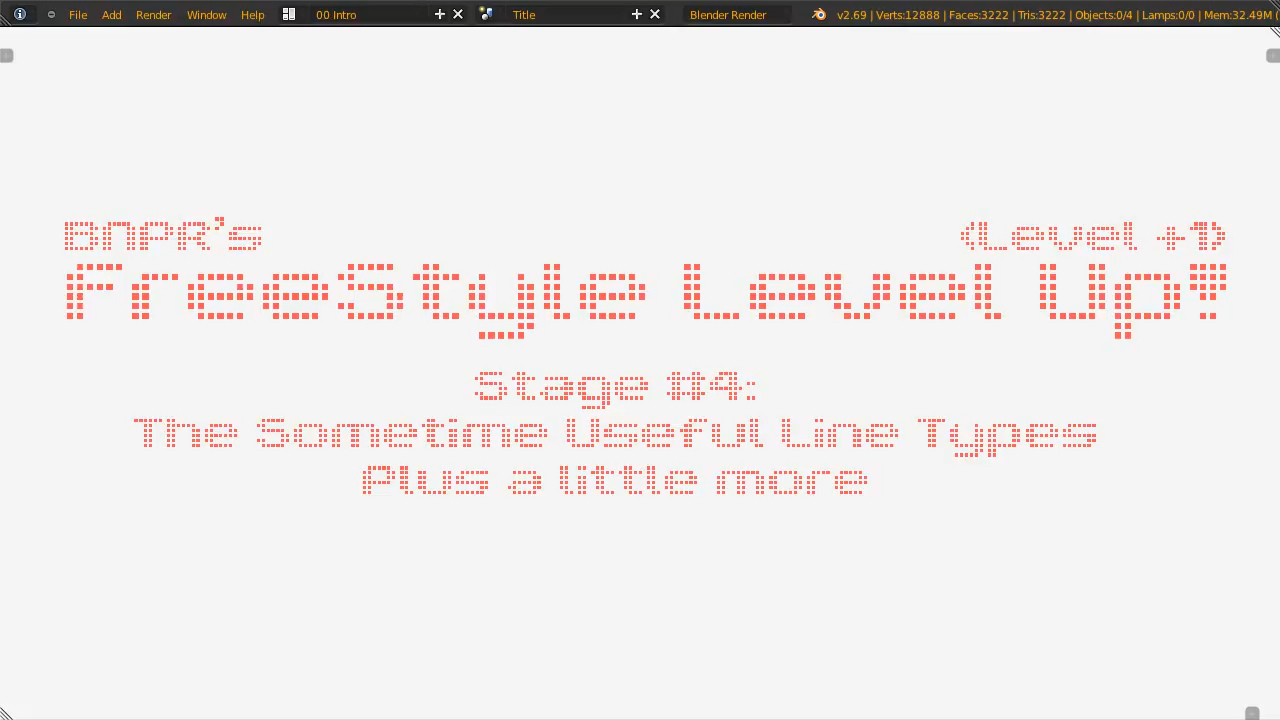 File Add Render Window Help 00 Intro Title Blender Render v2.69 | Verts:12888 | Faces:3222 | Tris:3222 | Objects:0/4 | Lamps:0/0 | Mem:32.49M (
BNPR's (Level +1)
FreeStyle Level Up!
Stage #4:
The Sometime Useful Line Types
Plus a little more